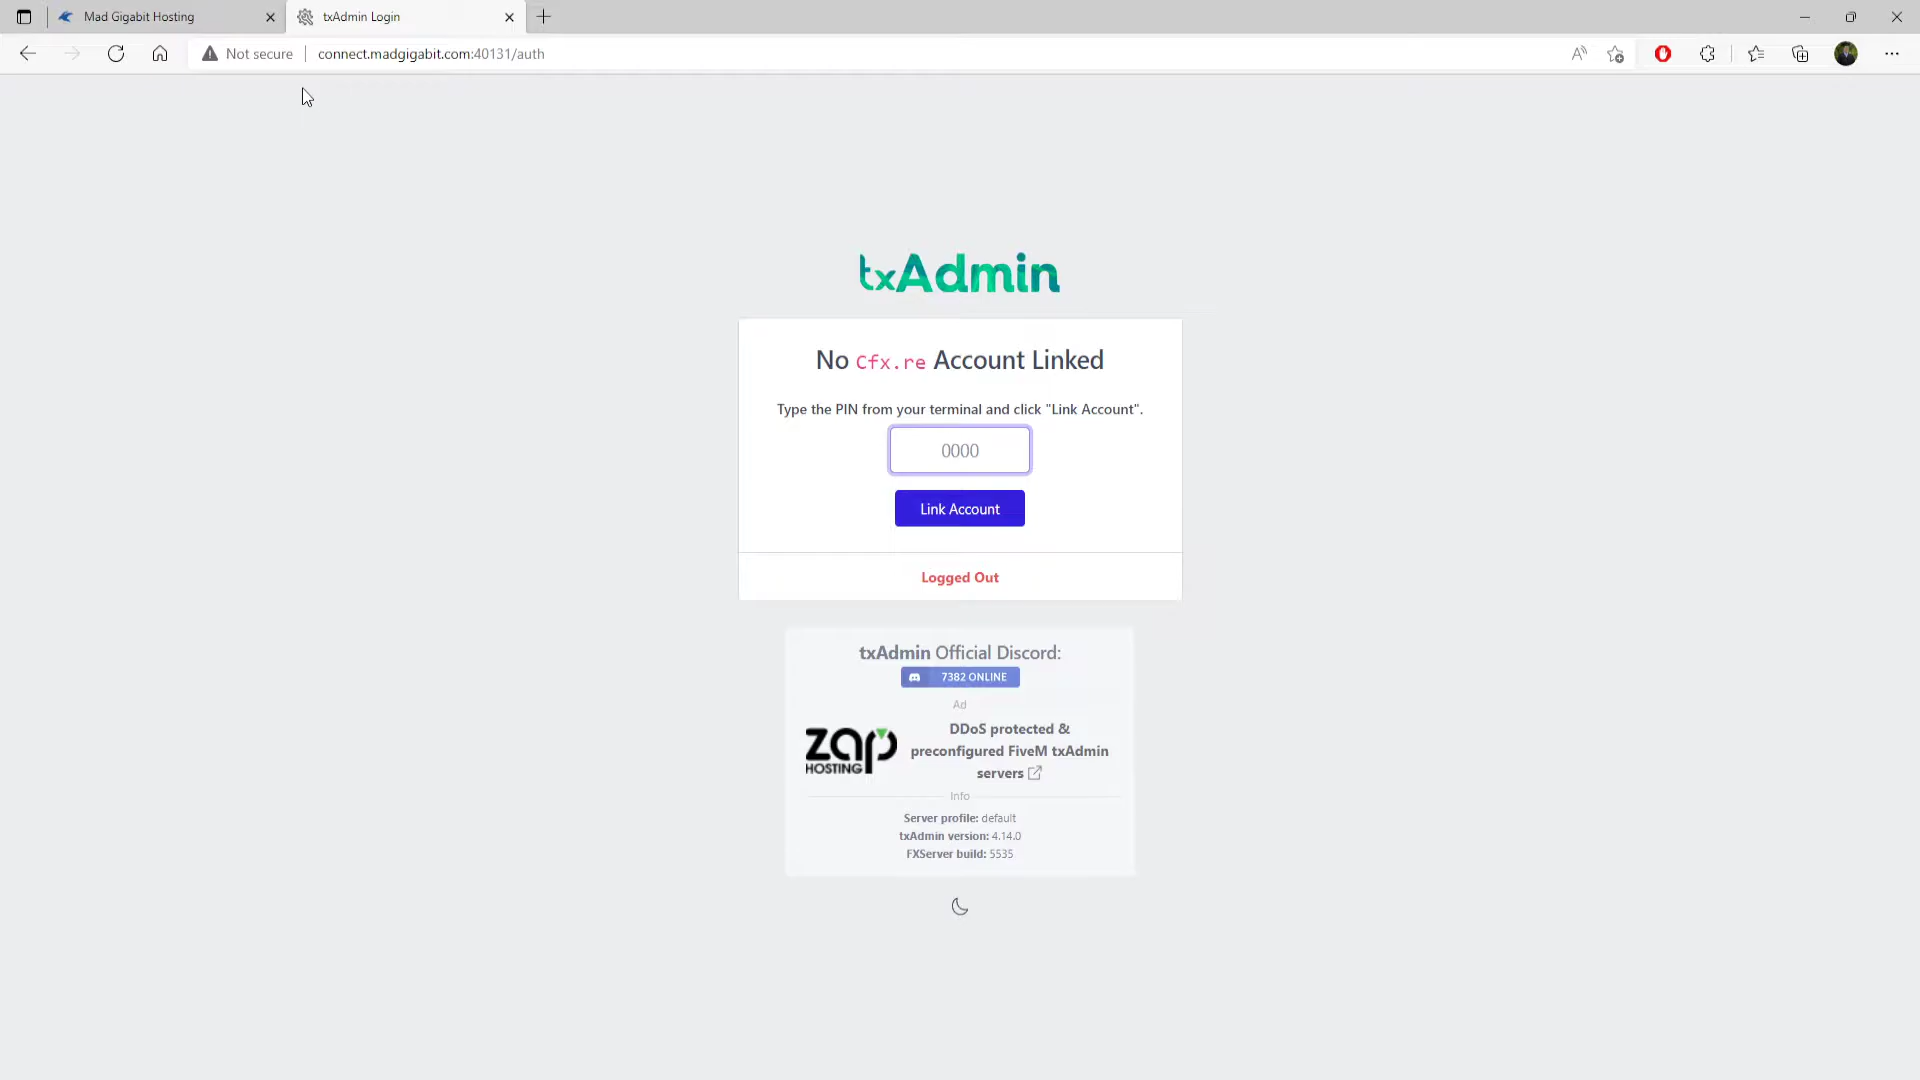 Mad Gigabit Hosting
txAdmin Login
Not secure
connect.madgigabit.com:40131/auth
txAdmin
No Cfx.re Account Linked
Type the PIN from your terminal and click "Link Account".
0000
Link Account
Logged Out
txAdmin Official Discord:
7382 ONLINE
Ad
ZAP
HOSTING
DDoS protected &
preconfigured FiveM txAdmin
servers
Info
Server profile: default
txAdmin version: 4.14.0
FXServer build: 5535